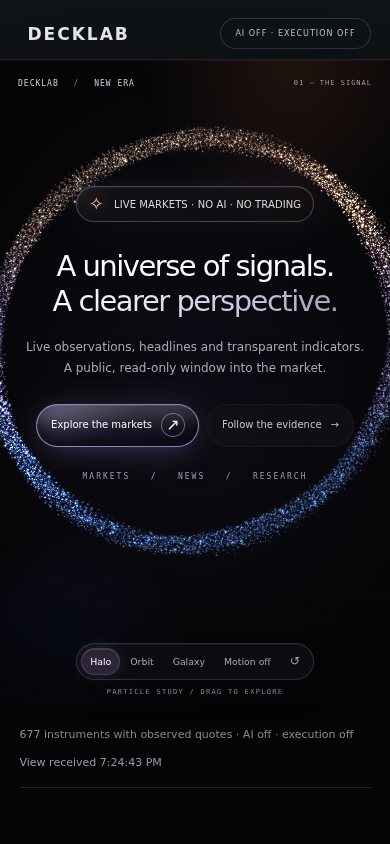 DECKLAB
AI OFF · EXECUTION OFF
DECKLAB / NEW ERA
01 — THE SIGNAL
LIVE MARKETS · NO AI · NO TRADING
A universe of signals.
A clearer perspective.
Live observations, headlines and transparent indicators.
A public, read-only window into the market.
Explore the markets ↗
Follow the evidence →
MARKETS / NEWS / RESEARCH
Halo Orbit Galaxy Motion off ↺
PARTICLE STUDY / DRAG TO EXPLORE
677 instruments with observed quotes · AI off · execution off
View received 7:24:43 PM